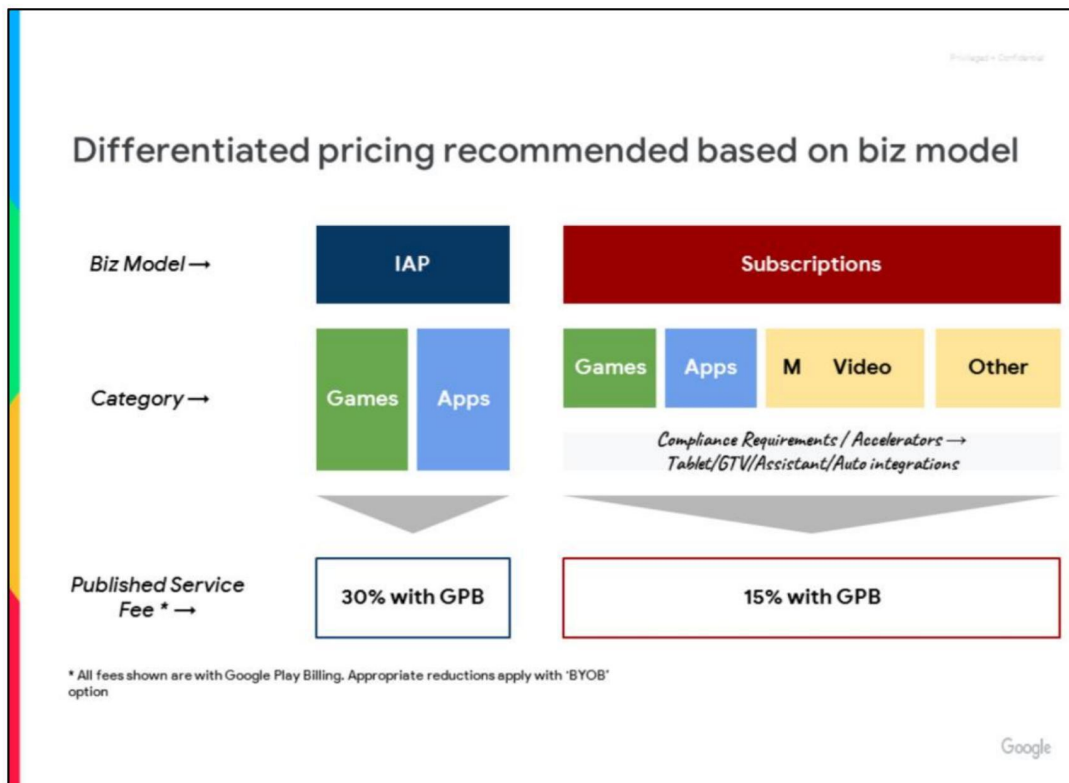 Privileged + Confidential
Differentiated pricing recommended based on biz model
Biz Model →
IAP
Subscriptions
Category →
Games
Apps
Games
Apps
M Video
Other
Compliance Requirements / Accelerators →
Tablet/GTV/Assistant/Auto integrations
Published Service
Fee * →
30% with GPB
15% with GPB
* All fees shown are with Google Play Billing. Appropriate reductions apply with ‘BYOB’
option
Google